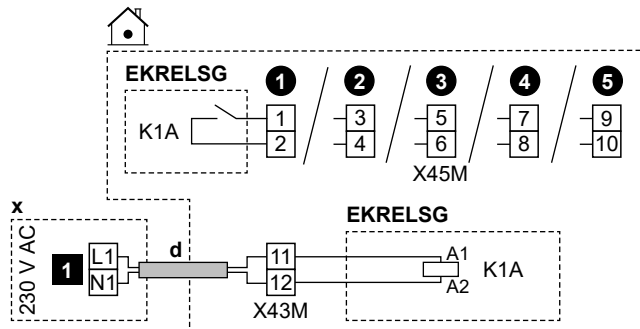 EKRELSG
1 2 3 4 5
K1A
1 3 5 7 9
2 4 6 8 10
X45M
x
EKRELSG
230 V AC
1
L1
N1
d
11
12
X43M
A1
K1A
A2